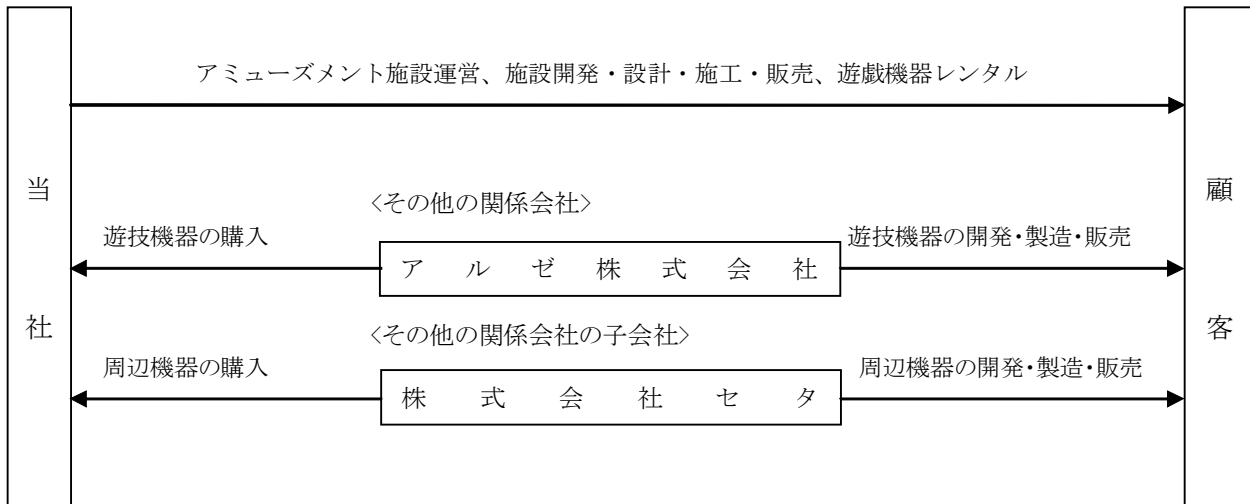 アミューズメント施設運営、施設開発・設計・施工・販売、遊戯機器レンタル
当社
顧客
<その他の関係会社>
遊技機器の購入
アルゼ株式会社
遊技機器の開発・製造・販売
<その他の関係会社の子会社>
周辺機器の購入
株式会社セタ
周辺機器の開発・製造・販売